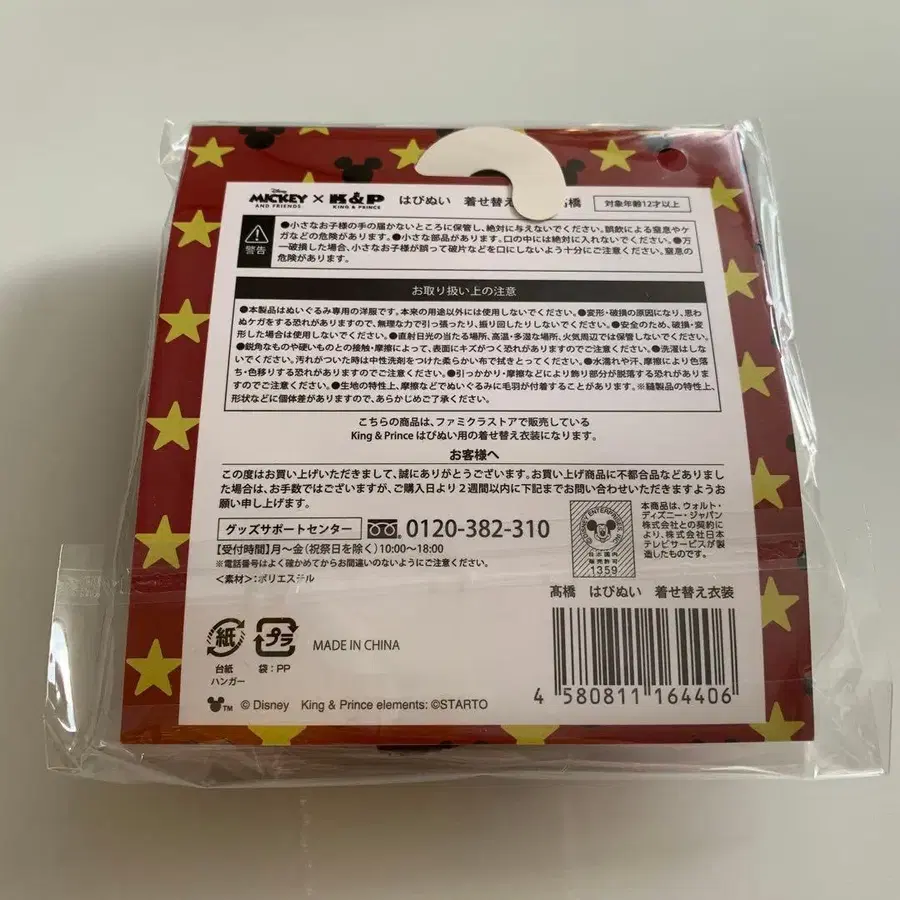 Disney
MICKEY AND FRIENDS × K&P KING & PRINCE はぴぬい 着せ替え 髙橋 対象年齢12才以上
警告
●小さなお子様の手の届かないところに保管し、絶対に与えないでください。誤飲による窒息やケ
ガなどの危険があります。●小さな部品があります。口の中には絶対に入れないでください。●万
一破損した場合、小さなお子様が誤って破片などを口にしないよう十分にご注意ください。窒息
の危険があります。
お取り扱い上の注意
●本製品はぬいぐるみ専用の洋服です。本来の用途以外には使用しないでください。●変形・破損の原因になり、思わ
ぬケガをする恐れがありますので、無理な力で引っ張ったり、振り回したりしないでください。●安全のため、破損・変
形した場合は使用しないでください。●直射日光の当たる場所、高温・多湿な場所、火気周辺では保管しないでください。
●鋭角なものや硬いものとの接触・摩擦によって、表面にキズがつく恐れがありますのでご注意ください。●洗濯はしな
いでください。汚れがついた時は中性洗剤をつけた柔らかい布で拭きとってください。●水濡れや汗、摩擦により色落
ち・色移りする恐れがありますのでご注意ください。●引っかかり・摩擦などにより飾り部分が脱落する恐れがあります
のでご注意ください。●生地の特性上、摩擦などでぬいぐるみに毛羽が付着することがあります。※縫製品の特性上、
形状などに個体差がありますので、あらかじめご了承ください。
こちらの商品は、ファミクラストアで販売している
King & Prince はぴぬい用の着せ替え衣装になります。
お客様へ
この度はお買い上げいただきまして、誠にありがとうございます。お買い上げ商品に不都合品などありまし
た場合は、お手数ではございますが、ご購入日より2週間以内に下記までお問い合わせいただきますようお
願い申し上げます。
グッズサポートセンター 0120-382-310
【受付時間】月〜金(祝祭日を除く)10:00〜18:00
※電話番号はよく確かめてからお間違いのないようにご注意ください。
<素材>:ポリエステル
DISNEY ENTERPRISES, INC.
日本国内
販売許可
1359
本商品は、ウォルト・
ディズニー・ジャパン
株式会社との契約に
より、株式会社日本
テレビサービスが製
造したものです。
髙橋 はぴぬい 着せ替え衣装
紙
台紙
ハンガー
プラ
袋:PP
MADE IN CHINA
4 580811 164406
TM © Disney King & Prince elements: ©STARTO